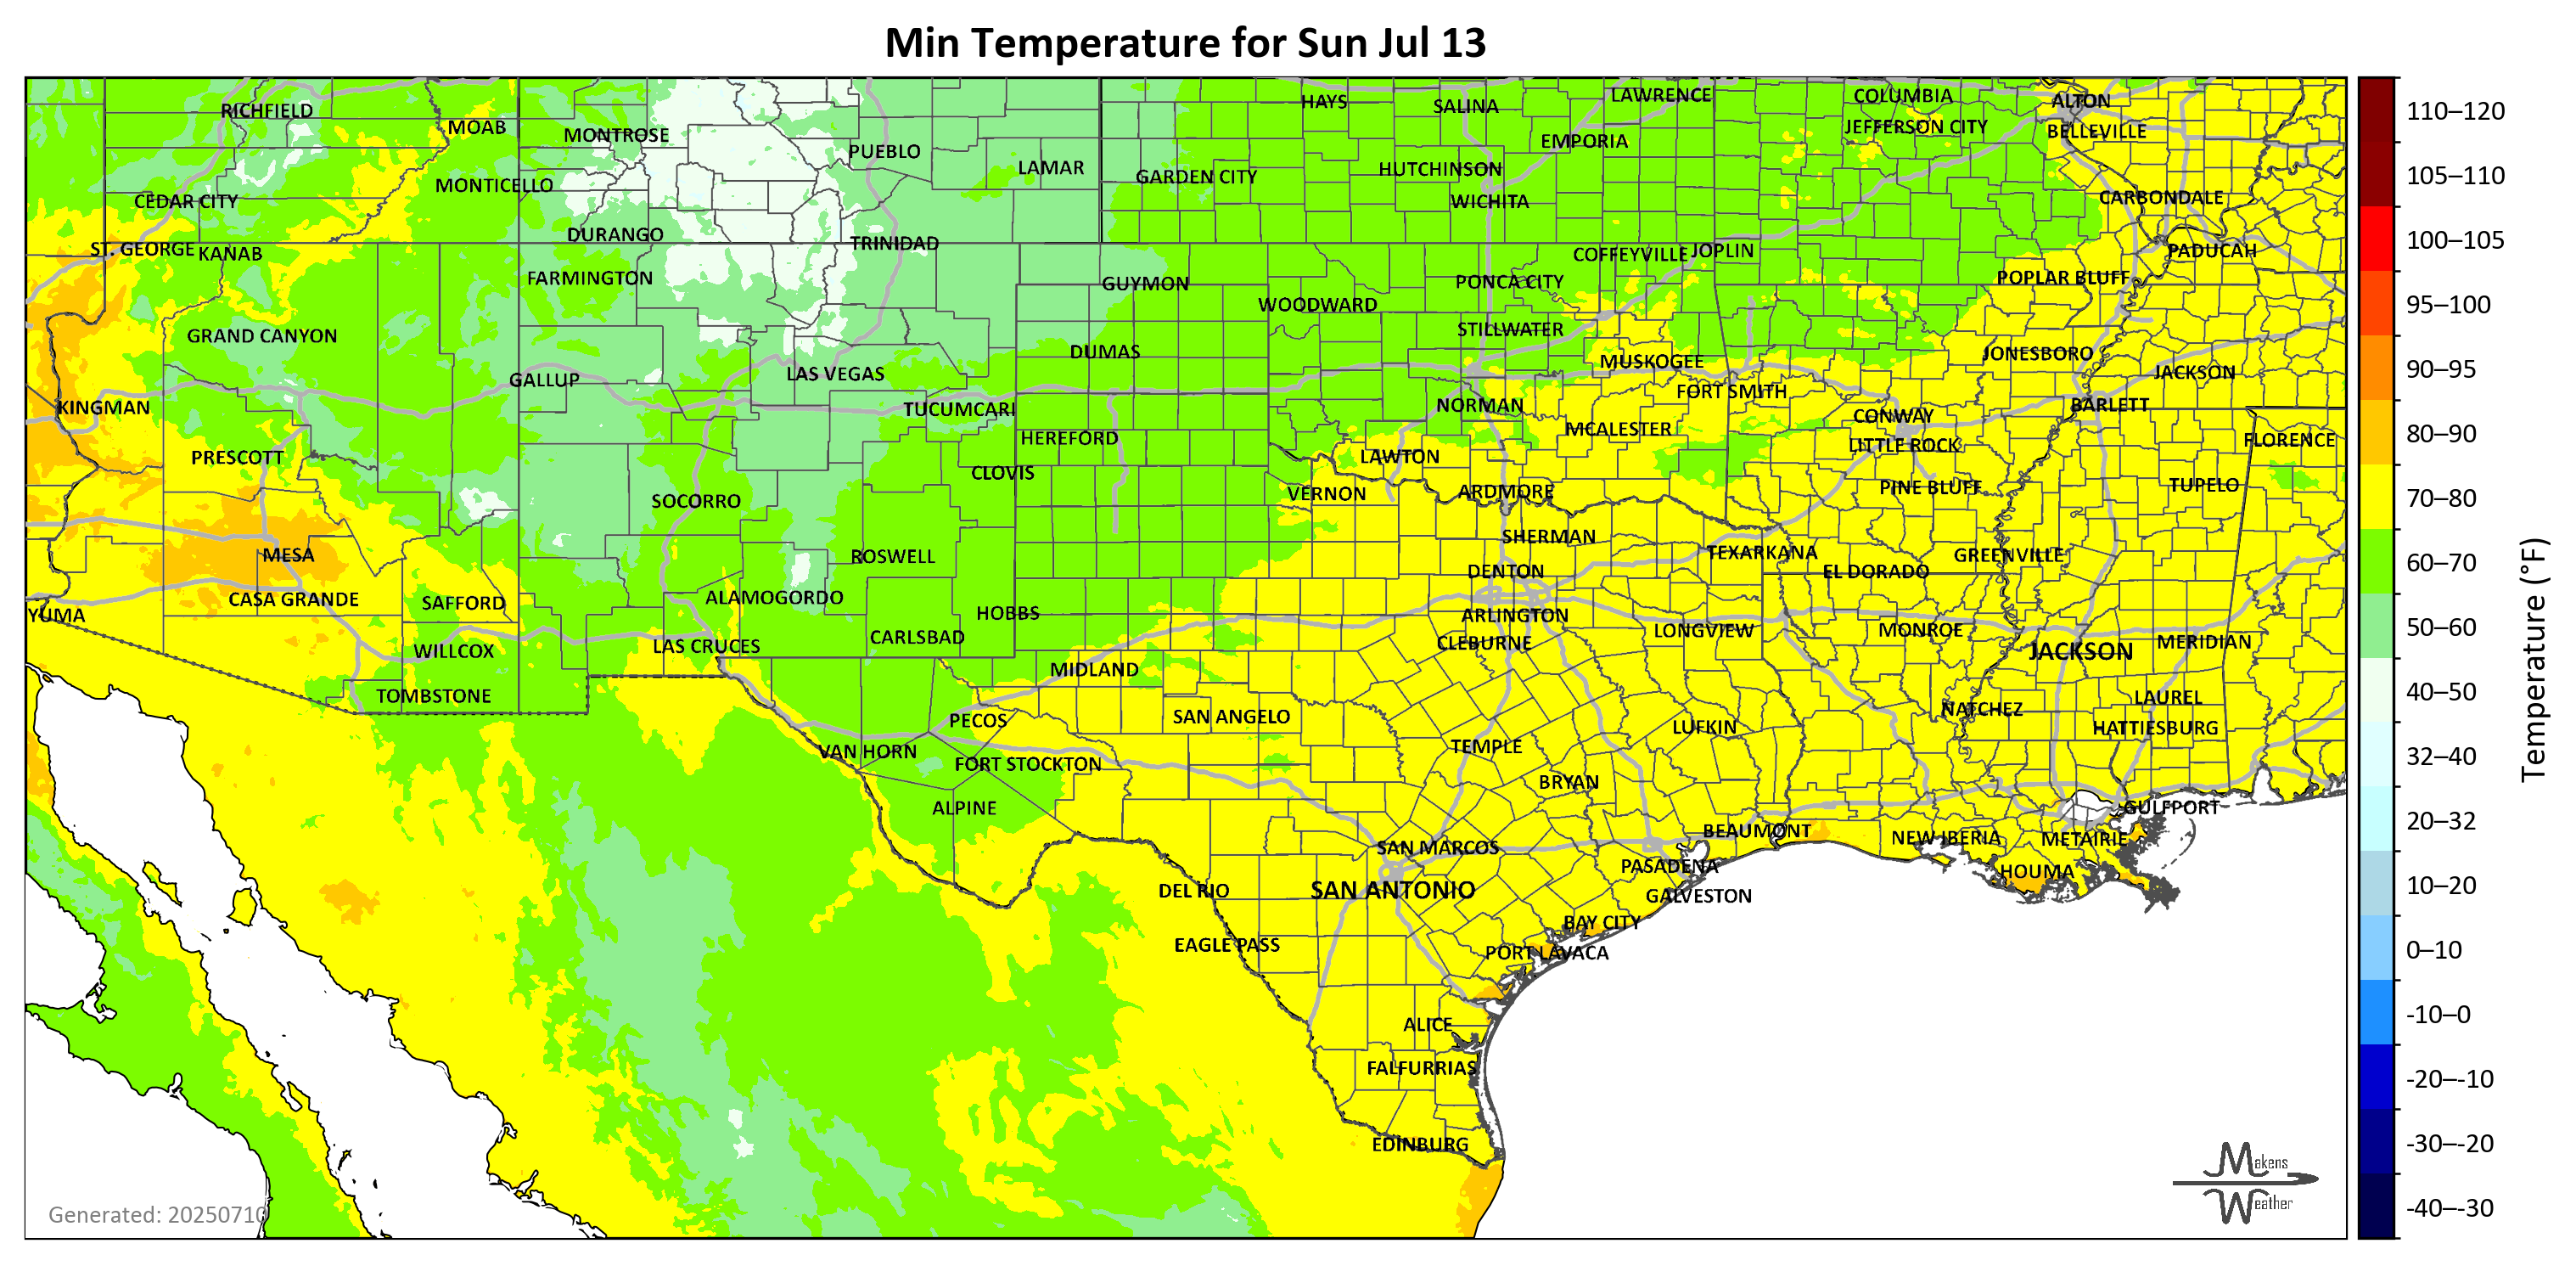 Min Temperature for Sun Jul 13
RICHFIELD
MOAB
MONTROSE
PUEBLO
LAMAR
HAYS
SALINA
LAWRENCE
COLUMBIA
ALTON
EMPORIA
JEFFERSON CITY
BELLEVILLE
MONTICELLO
GARDEN CITY
HUTCHINSON
CEDAR CITY
WICHITA
CARBONDALE
DURANGO
TRINIDAD
ST. GEORGE
KANAB
COFFEYVILLE
JOPLIN
PADUCAH
FARMINGTON
GUYMON
PONCA CITY
POPLAR BLUFF
WOODWARD
GRAND CANYON
STILLWATER
DUMAS
MUSKOGEE
JONESBORO
GALLUP
LAS VEGAS
FORT SMITH
JACKSON
KINGMAN
TUCUMCARI
NORMAN
CONWAY
BARLETT
HEREFORD
MCALESTER
LITTLE ROCK
FLORENCE
PRESCOTT
CLOVIS
LAWTON
SOCORRO
VERNON
ARDMORE
PINE BLUFF
TUPELO
MESA
ROSWELL
SHERMAN
TEXARKANA
GREENVILLE
DENTON
EL DORADO
CASA GRANDE
SAFFORD
ALAMOGORDO
YUMA
HOBBS
ARLINGTON
WILLCOX
LAS CRUCES
CARLSBAD
CLEBURNE
LONGVIEW
MONROE
JACKSON
MERIDIAN
TOMBSTONE
MIDLAND
LAUREL
PECOS
SAN ANGELO
LUFKIN
NATCHEZ
HATTIESBURG
VAN HORN
FORT STOCKTON
TEMPLE
BRYAN
ALPINE
GULFPORT
SAN MARCOS
BEAUMONT
NEW IBERIA
METAIRIE
DEL RIO
SAN ANTONIO
PASADENA
HOUMA
GALVESTON
EAGLE PASS
BAY CITY
PORT LAVACA
ALICE
FALFURRIAS
EDINBURG
Generated: 20250710
Makens
Weather
110–120
105–110
100–105
95–100
90–95
80–90
70–80
60–70
50–60
40–50
32–40
20–32
10–20
0–10
-10–0
-20–-10
-30–-20
-40–-30
Temperature (°F)